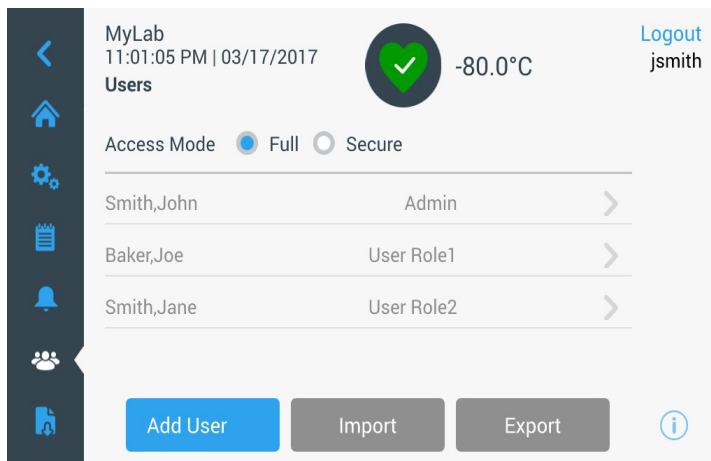 MyLab
11:01:05 PM | 03/17/2017
Users
-80.0°C
Logout
jsmith
Access Mode Full Secure
Smith,John Admin
Baker,Joe User Role1
Smith,Jane User Role2
Add User Import Export
i